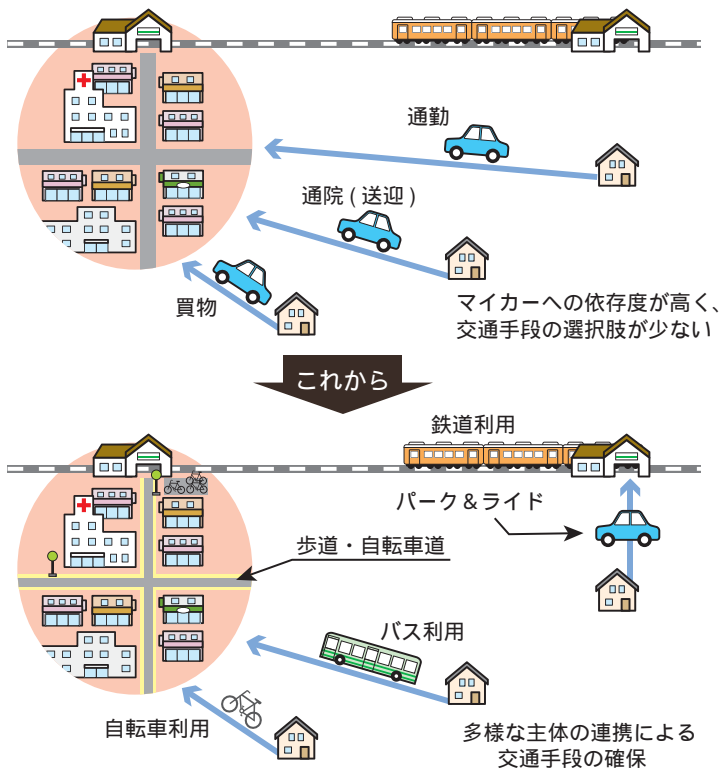 通勤
通院 ( 送迎 )
買物
マイカーへの依存度が高く、
交通手段の選択肢が少ない
これから
鉄道利用
パーク＆ライド
歩道・自転車道
バス利用
自転車利用
多様な主体の連携による
交通手段の確保